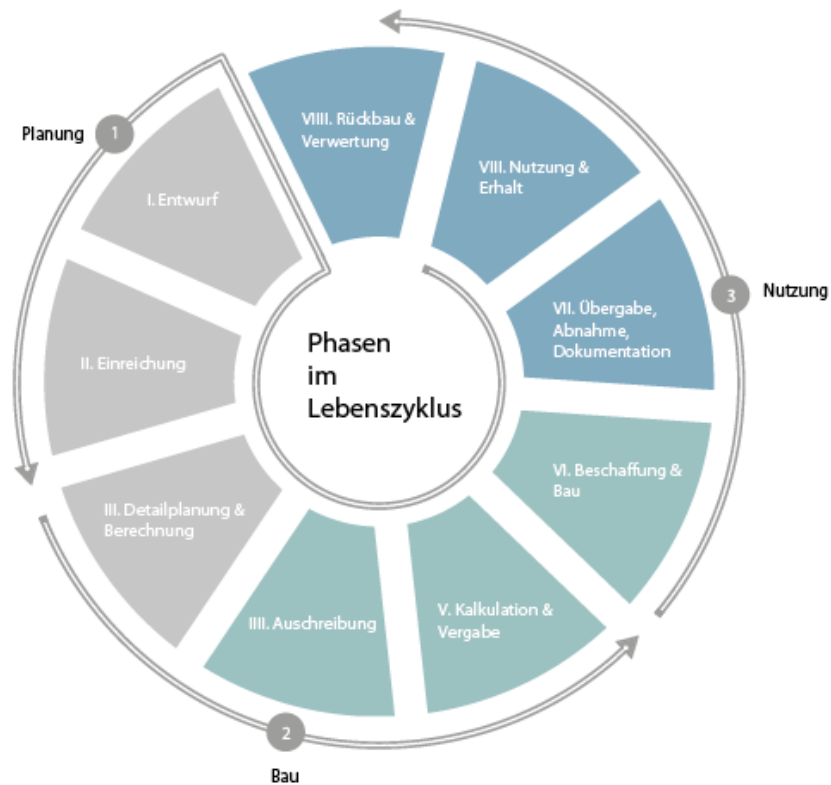 Planung
1
I. Entwurf
II. Einreichung
III. Detailplanung &
Berechnung
IIII. Auschreibung
2
Bau
V. Kalkulation &
Vergabe
VI. Beschaffung &
Bau
VII. Übergabe,
Abnahme,
Dokumentation
3
Nutzung
VIII. Nutzung &
Erhalt
VIIII. Rückbau &
Verwertung
Phasen
im
Lebenszyklus